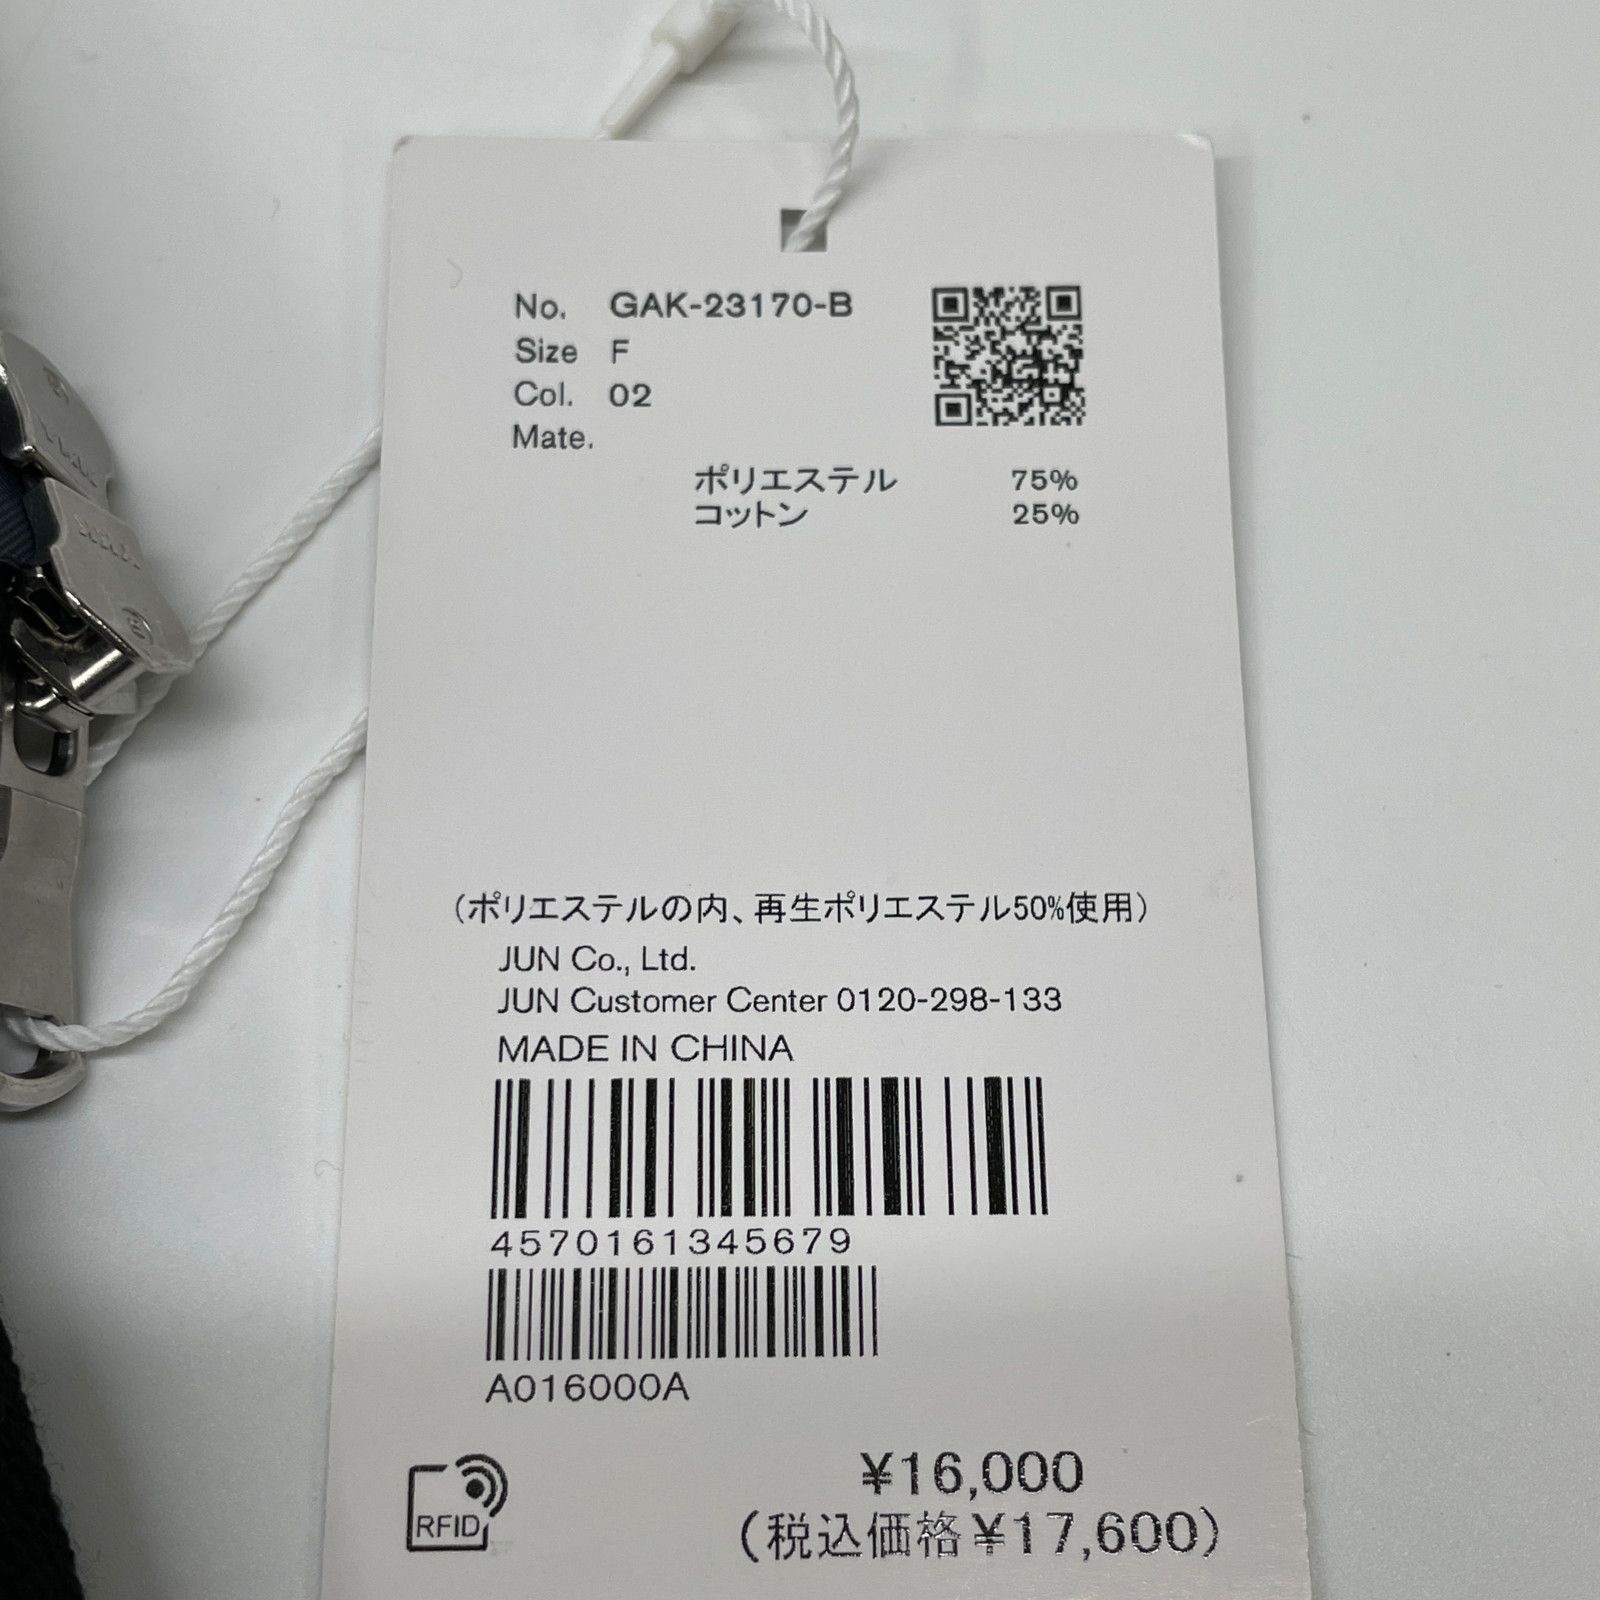 No. GAK-23170-B
Size F
Col. 02
Mate.
ポリエステル 75%
コットン 25%
（ポリエステルの内、再生ポリエステル50%使用）
JUN Co., Ltd.
JUN Customer Center 0120-298-133
MADE IN CHINA
4570161345679
A016000A
RFID
¥16,000
（税込価格¥17,600）